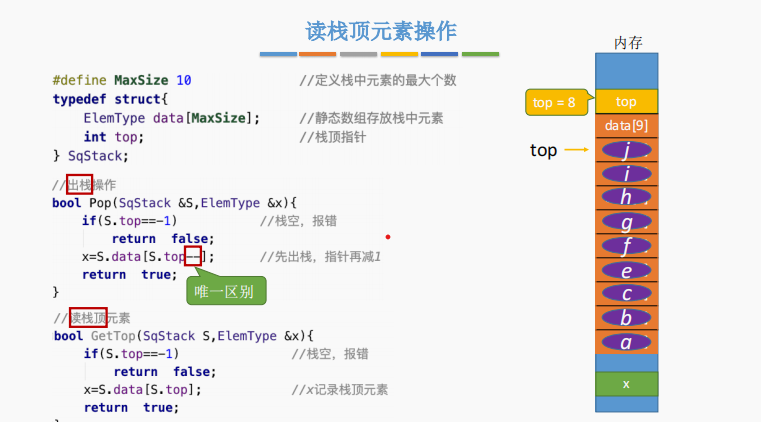 读栈顶元素操作
#define MaxSize 10 //定义栈中元素的最大个数
typedef struct{
ElemType data[MaxSize]; //静态数组存放栈中元素
int top; //栈顶指针
} SqStack;
//出栈操作
bool Pop(SqStack &S,ElemType &x){
if(S.top==-1) //栈空，报错
return false;
x=S.data[S.top--]; //先出栈，指针再减1
return true;
}
唯一区别
//读栈顶元素
bool GetTop(SqStack S,ElemType &x){
if(S.top==-1) //栈空，报错
return false;
x=S.data[S.top]; //x记录栈顶元素
return true;
内存
top = 8
top
data[9]
top
j
i
h
g
f
e
c
b
a
x